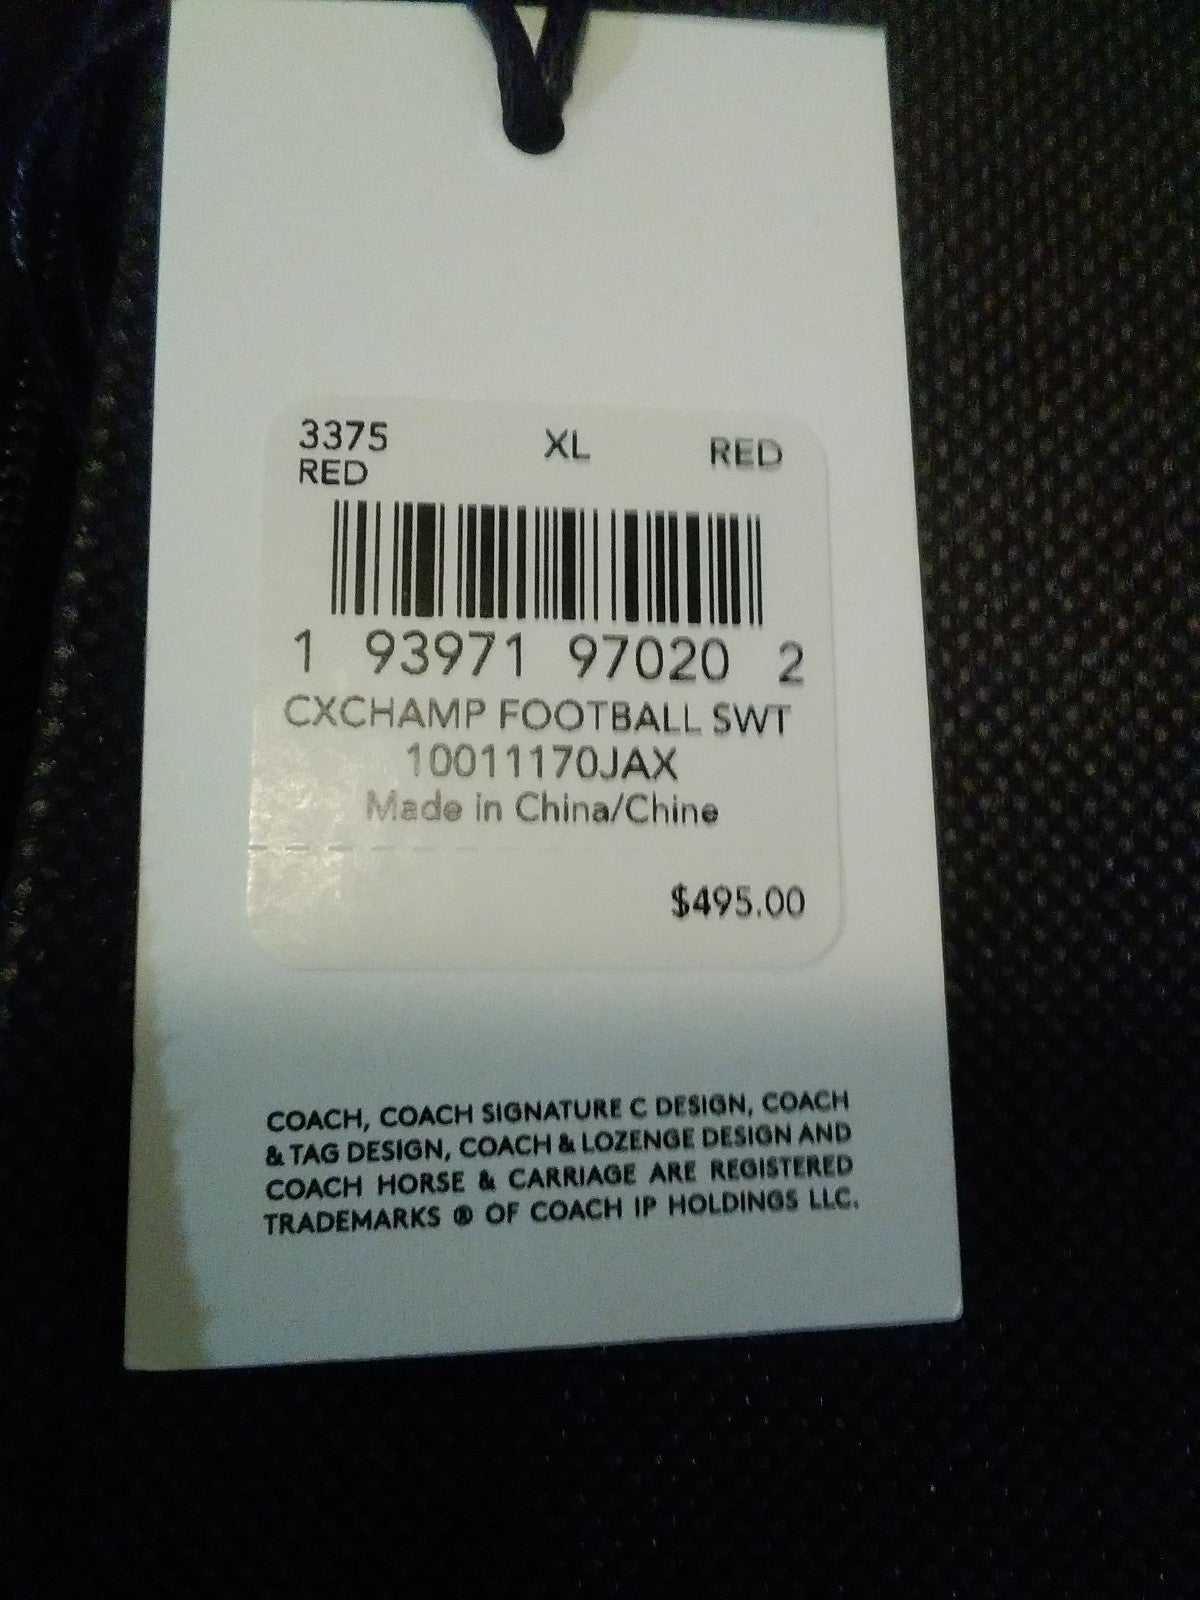 3375 XL RED
RED
1 93971 97020 2
CXCHAMP FOOTBALL SWT
10011170JAX
Made in China/Chine
$495.00
COACH, COACH SIGNATURE C DESIGN, COACH
& TAG DESIGN, COACH & LOZENGE DESIGN AND
COACH HORSE & CARRIAGE ARE REGISTERED
TRADEMARKS ® OF COACH IP HOLDINGS LLC.